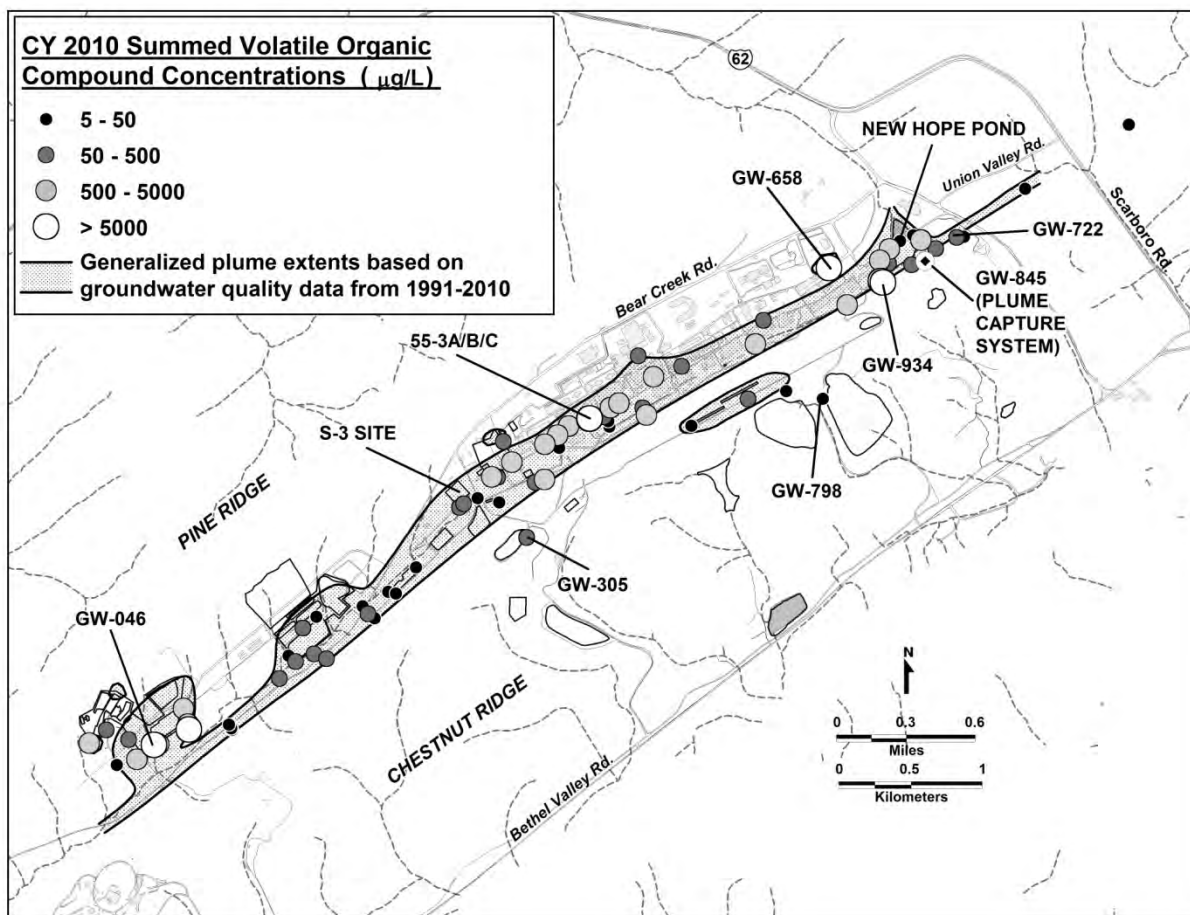 CY 2010 Summed Volatile Organic
Compound Concentrations ( µg/L)
5 - 50
50 - 500
500 - 5000
> 5000
Generalized plume extents based on
groundwater quality data from 1991-2010
62
NEW HOPE POND
Union Valley Rd.
GW-658
Scarboro Rd.
GW-722
Bear Creek Rd.
GW-845
(PLUME
CAPTURE
SYSTEM)
55-3A/B/C
GW-934
S-3 SITE
GW-798
PINE RIDGE
GW-305
GW-046
CHESTNUT RIDGE
Bethel Valley Rd.
N
0 0.3 0.6
Miles
0 0.5 1
Kilometers